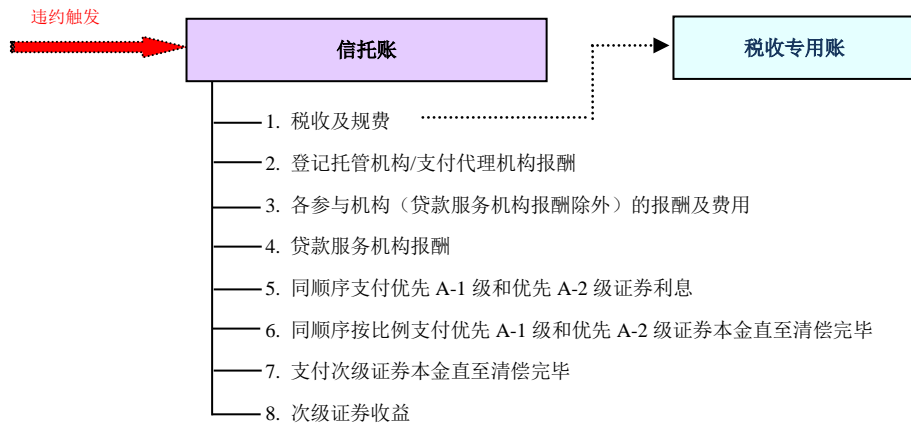 违约触发
信托账
税收专用账
1. 税收及规费
2. 登记托管机构/支付代理机构报酬
3. 各参与机构（贷款服务机构报酬除外）的报酬及费用
4. 贷款服务机构报酬
5. 同顺序支付优先 A-1 级和优先 A-2 级证券利息
6. 同顺序按比例支付优先 A-1 级和优先 A-2 级证券本金直至清偿完毕
7. 支付次级证券本金直至清偿完毕
8. 次级证券收益